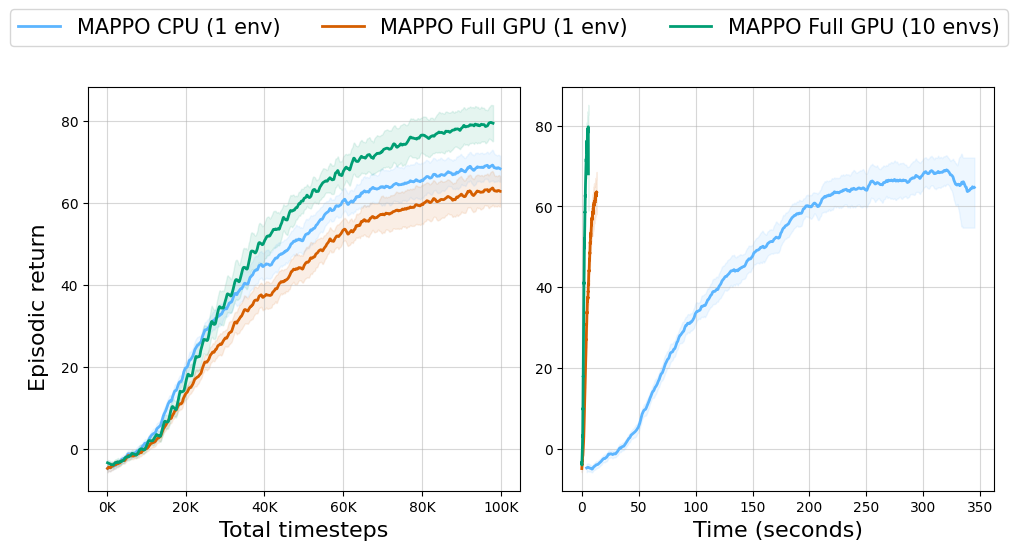 MAPPO CPU (1 env) MAPPO Full GPU (1 env) MAPPO Full GPU (10 envs)
Episodic return
80
60
40
20
0
0K 20K 40K 60K 80K 100K
Total timesteps
80
60
40
20
0
0 50 100 150 200 250 300 350
Time (seconds)